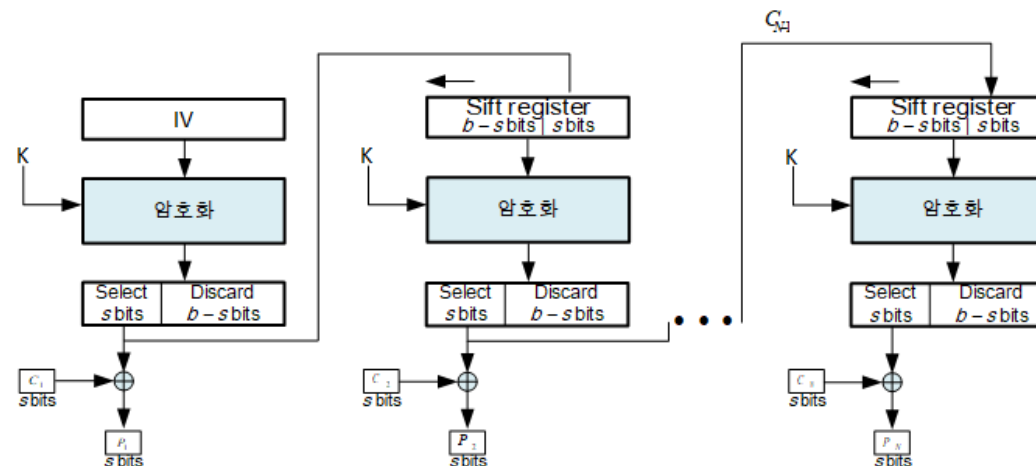 C_{N-1}
IV
K
암호화
Select
s bits
Discard
b – s bits
C_1
s bits
P_1
s bits
Sift register
b – s bits s bits
K
암호화
Select
s bits
Discard
b – s bits
C_2
s bits
P_2
s bits
Sift register
b – s bits s bits
K
암호화
Select
s bits
Discard
b – s bits
s bits
P_N
s bits